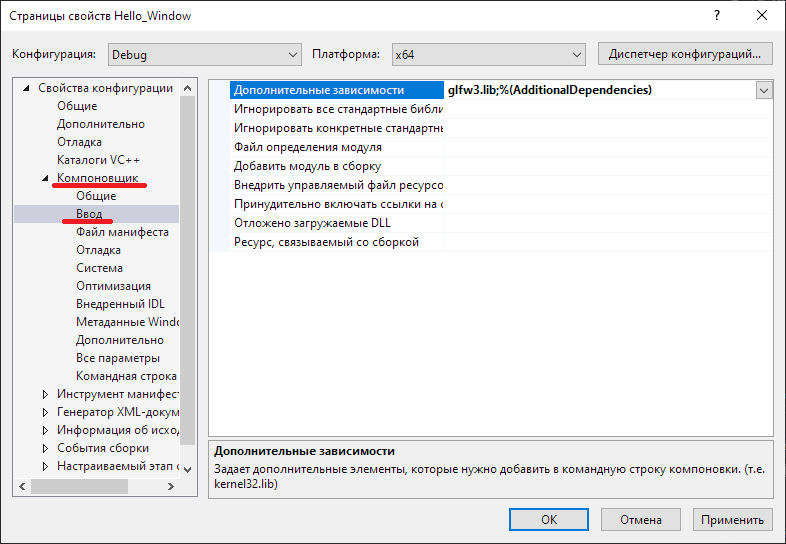 Страницы свойств Hello_Window
Конфигурация: Debug Платформа: x64 Диспетчер конфигураций...
Свойства конфигурации
Общие
Дополнительно
Отладка
Каталоги VC++
Компоновщик
Общие
Ввод
Файл манифеста
Отладка
Система
Оптимизация
Внедренный IDL
Метаданные Windo
Дополнительно
Все параметры
Командная строка
Инструмент манифест
Генератор XML-докум
Информация об исход
События сборки
Настраиваемый этап с
Дополнительные зависимости glfw3.lib;%(AdditionalDependencies)
Игнорировать все стандартные библи
Игнорировать конкретные стандартны
Файл определения модуля
Добавить модуль в сборку
Внедрить управляемый файл ресурсо
Принудительно включать ссылки на с
Отложено загружаемые DLL
Ресурс, связываемый со сборкой
Дополнительные зависимости
Задает дополнительные элементы, которые нужно добавить в командную строку компоновки. (т.е.
kernel32.lib)
ОК Отмена Применить